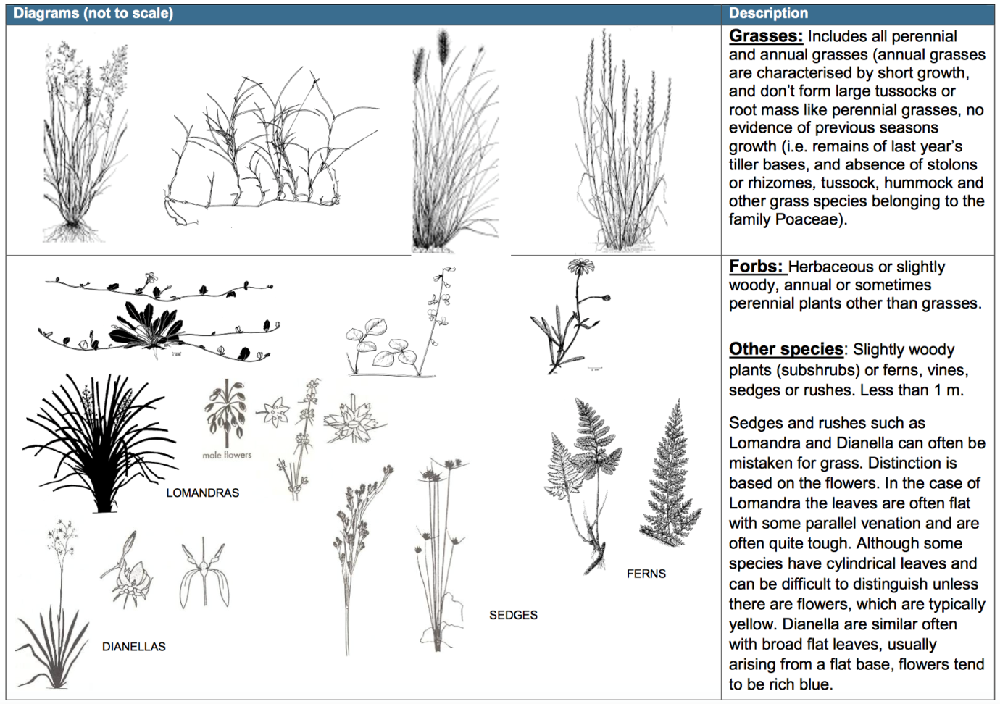 Diagrams (not to scale)
Description
Grasses: Includes all perennial
and annual grasses (annual grasses
are characterised by short growth,
and don't form large tussocks or
root mass like perennial grasses, no
evidence of previous seasons
growth (i.e. remains of last year's
tiller bases, and absence of stolons
or rhizomes, tussock, hummock and
other grass species belonging to the
family Poaceae).
Forbs: Herbaceous or slightly
woody, annual or sometimes
perennial plants other than grasses.
Other species: Slightly woody
plants (subshrubs) or ferns, vines,
sedges or rushes. Less than 1 m.
Sedges and rushes such as
Lomandra and Dianella can often be
mistaken for grass. Distinction is
based on the flowers. In the case of
Lomandra the leaves are often flat
with some parallel venation and are
often quite tough. Although some
species have cylindrical leaves and
can be difficult to distinguish unless
there are flowers, which are typically
yellow. Dianella are similar often
with broad flat leaves, usually
arising from a flat base, flowers tend
to be rich blue.
male flowers
LOMANDRAS
FERNS
SEDGES
DIANELLAS